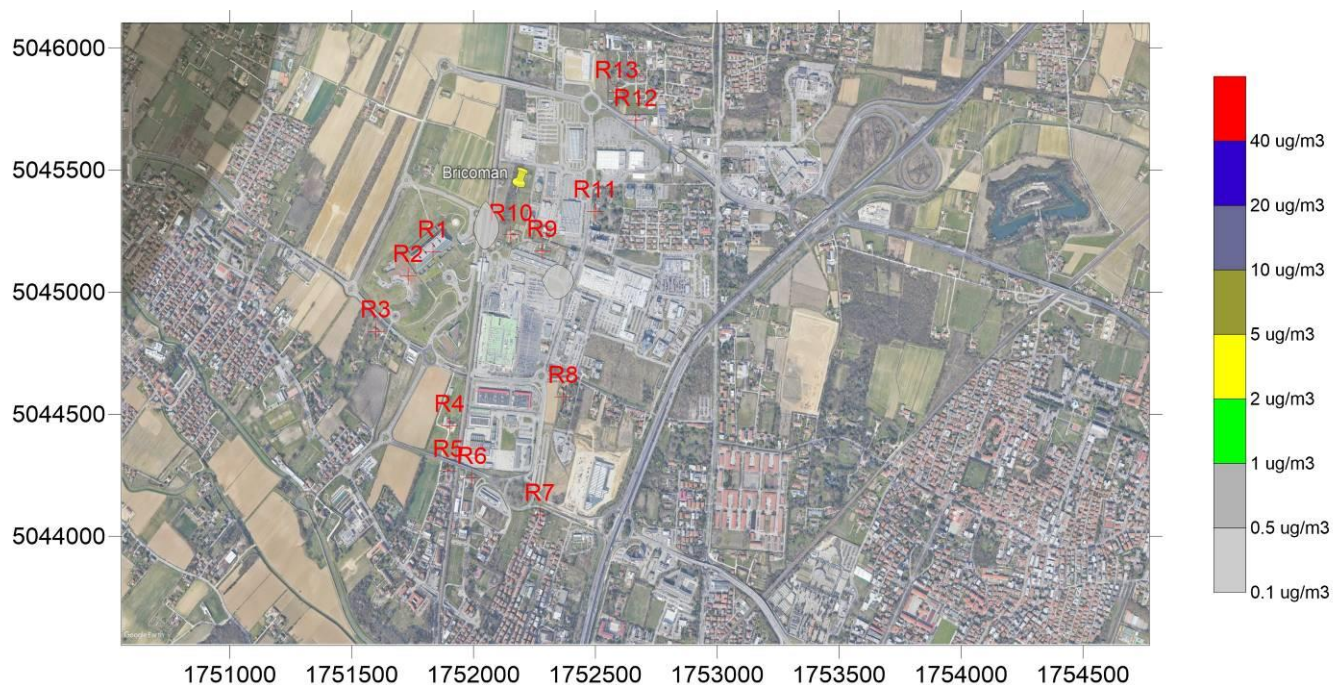 5046000
R13
40 ug/m3
R12
5045500
Bricoman
20 ug/m3
R11
R10
R9
R1
10 ug/m3
R2
5045000
R3
5 ug/m3
R8
2 ug/m3
5044500
R4
R5
R6
1 ug/m3
R7
0.5 ug/m3
5044000
0.1 ug/m3
Google Earth
1751000 1751500 1752000 1752500 1753000 1753500 1754000 1754500